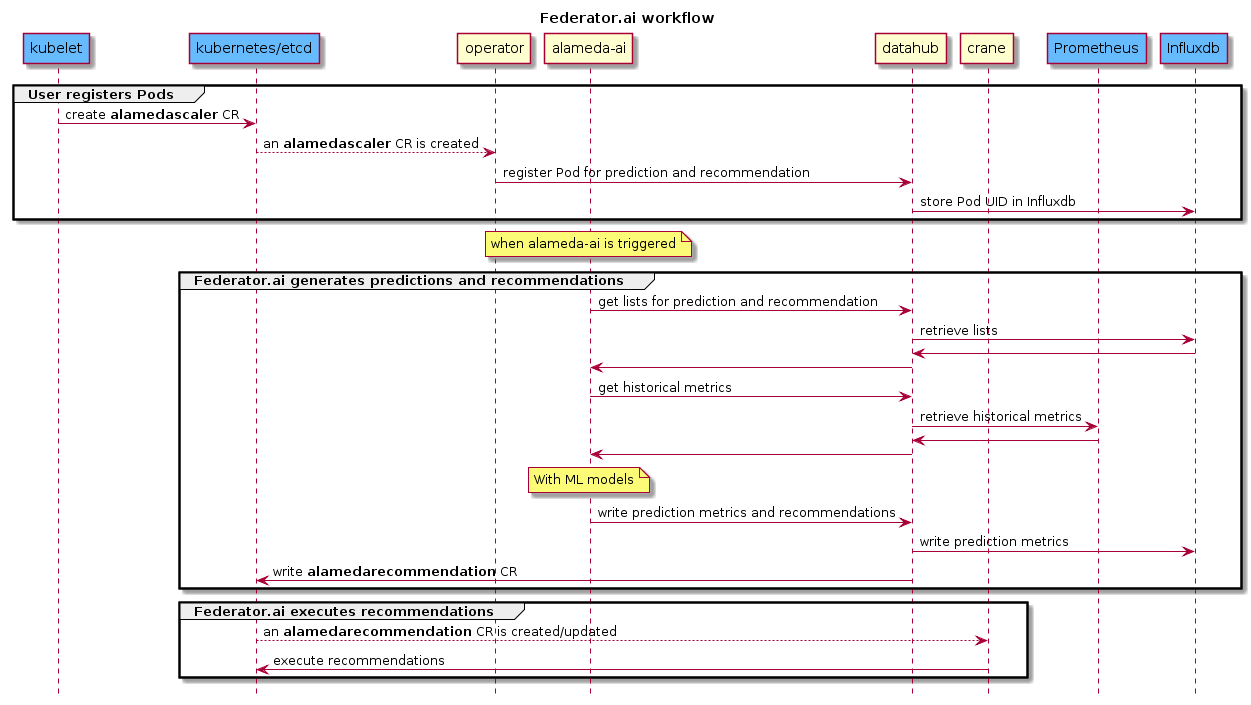 Federator.ai workflow
kubelet
kubernetes/etcd
operator
alameda-ai
datahub
crane
Prometheus
Influxdb
User registers Pods
create alamedascaler CR
an alamedascaler CR is created
register Pod for prediction and recommendation
store Pod UID in Influxdb
when alameda-ai is triggered
Federator.ai generates predictions and recommendations
get lists for prediction and recommendation
retrieve lists
get historical metrics
retrieve historical metrics
With ML models
write prediction metrics and recommendations
write prediction metrics
write alamedarecommendation CR
Federator.ai executes recommendations
an alamedarecommendation CR is created/updated
execute recommendations